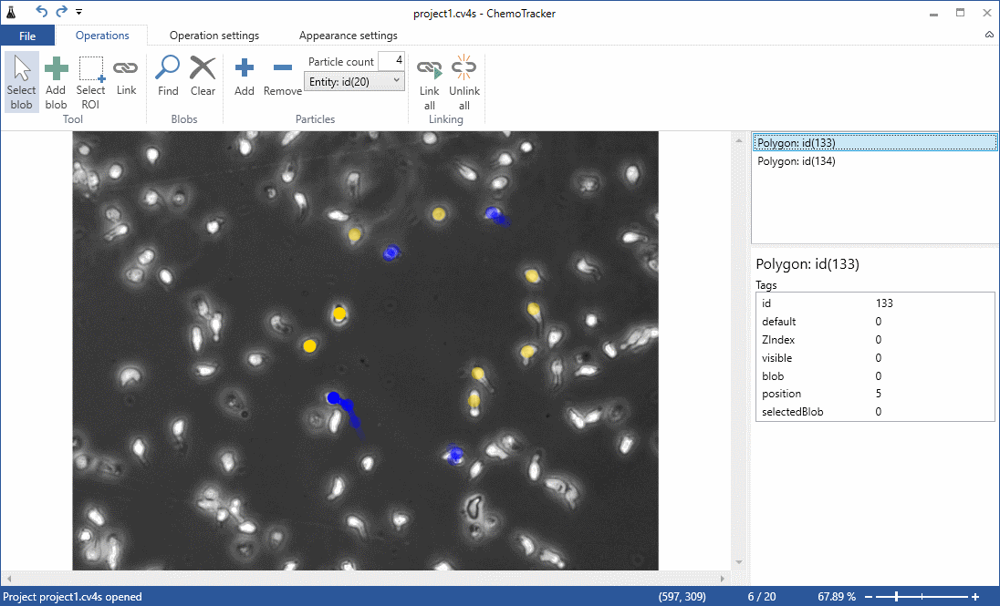 project1.cv4s - ChemoTracker
File Operations Operation settings Appearance settings
Select blob
Add blob
Select ROI
Link
Tool
Find
Clear
Blobs
Add
Remove
Particle count 4
Entity: id(20)
Particles
Link all
Unlink all
Linking
Polygon: id(133)
Polygon: id(134)
Polygon: id(133)
Tags
id 133
default 0
ZIndex 0
visible 0
blob 0
position 5
selectedBlob 0
Project project1.cv4s opened (597, 309) 6 / 20 67.89 %